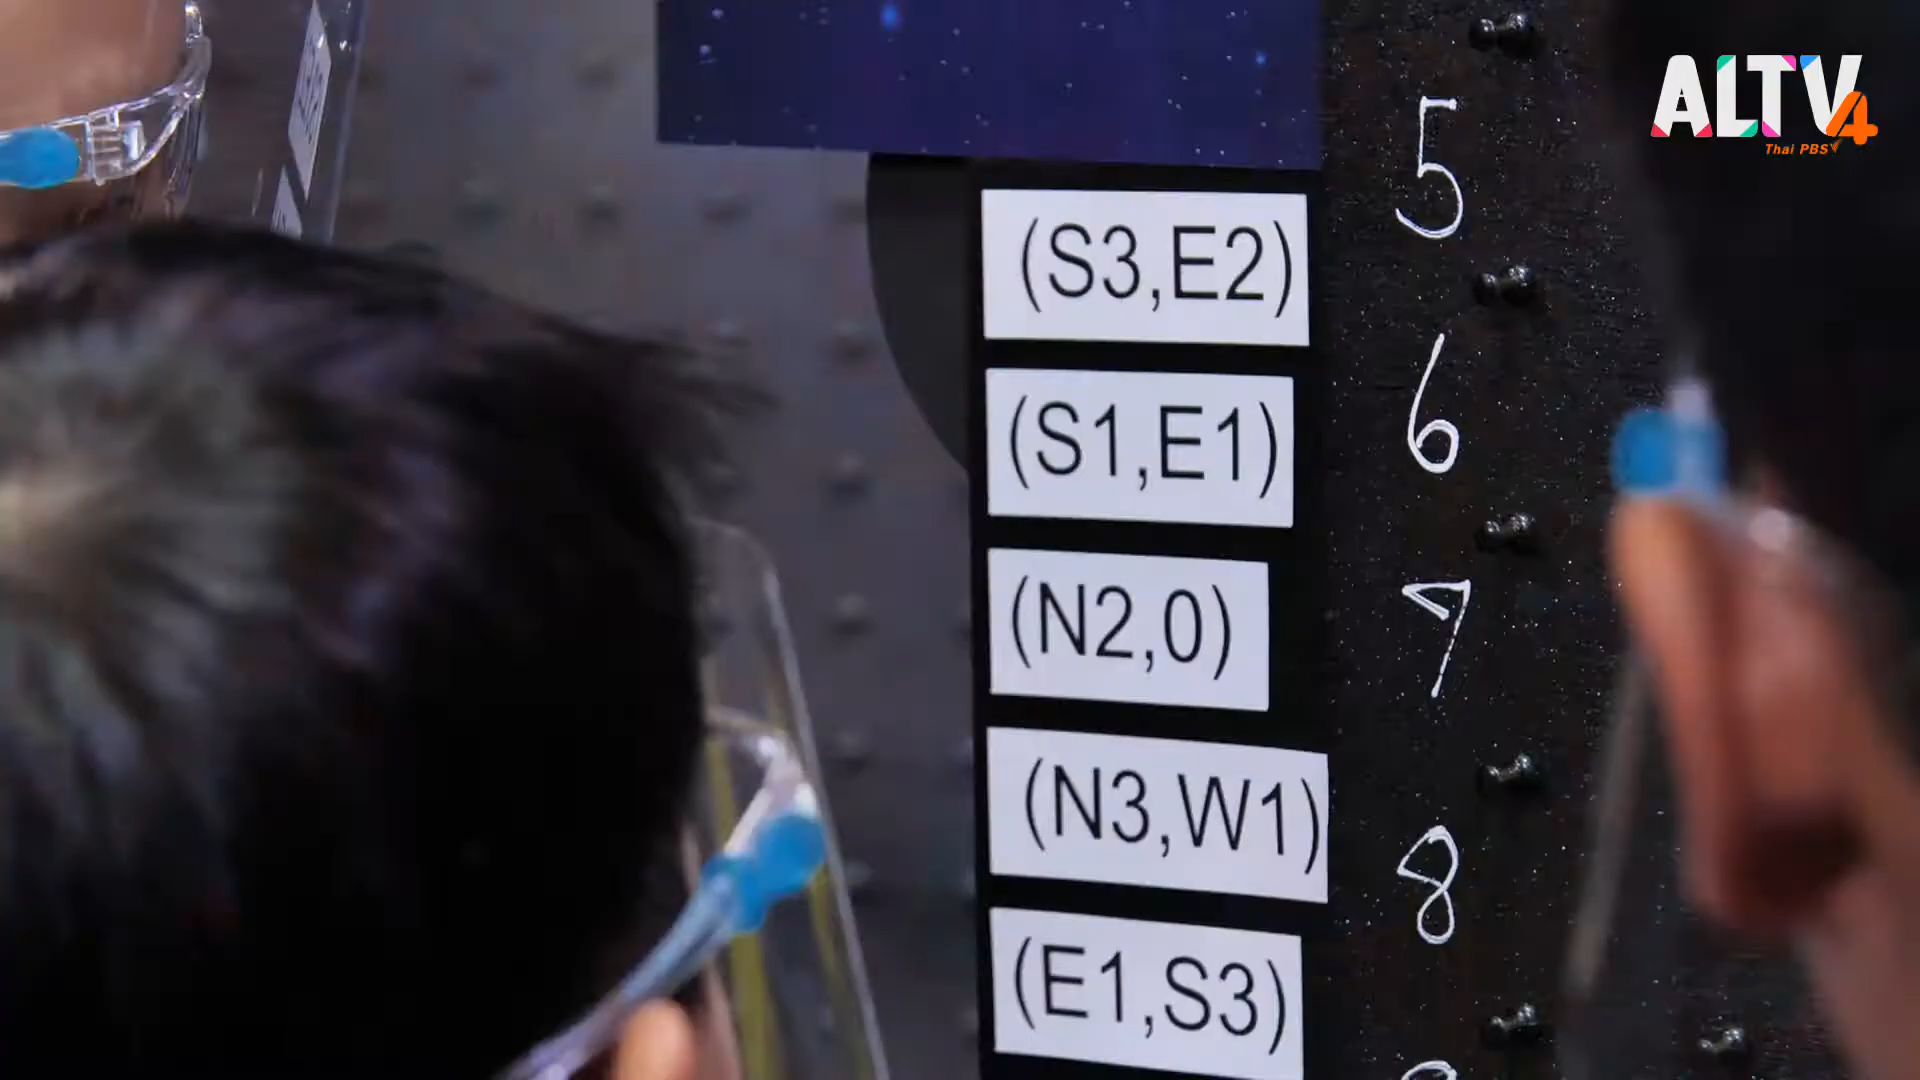 ALTV4
Thai PBS
5
(S3,E2)
6
(S1,E1)
7
(N2,0)
(N3,W1)
8
(E1,S3)